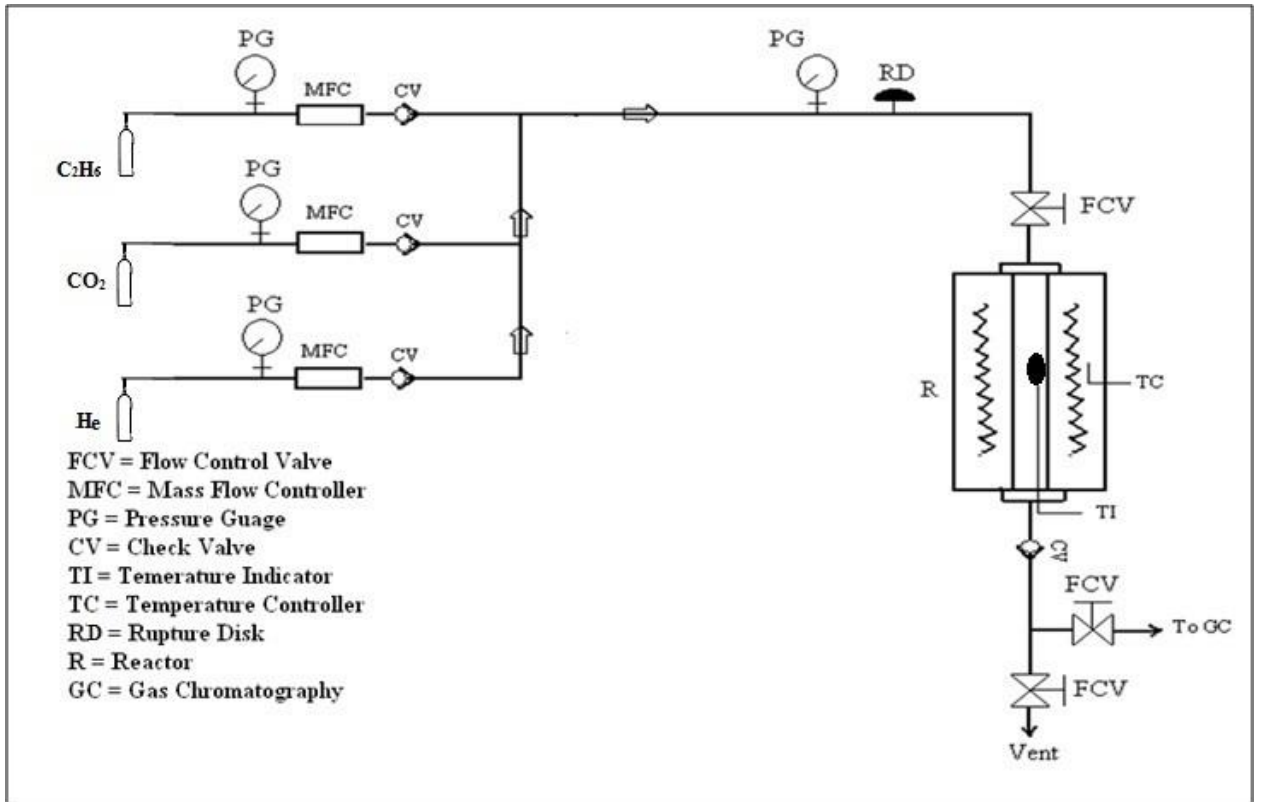 PG
MFC
CV
C2H6
PG
MFC
CV
CO2
PG
MFC
CV
He
PG
RD
FCV
R
TC
TI
CV
FCV
To GC
FCV
Vent
FCV = Flow Control Valve
MFC = Mass Flow Controller
PG = Pressure Guage
CV = Check Valve
TI = Temerature Indicator
TC = Temperature Controller
RD = Rupture Disk
R = Reactor
GC = Gas Chromatography